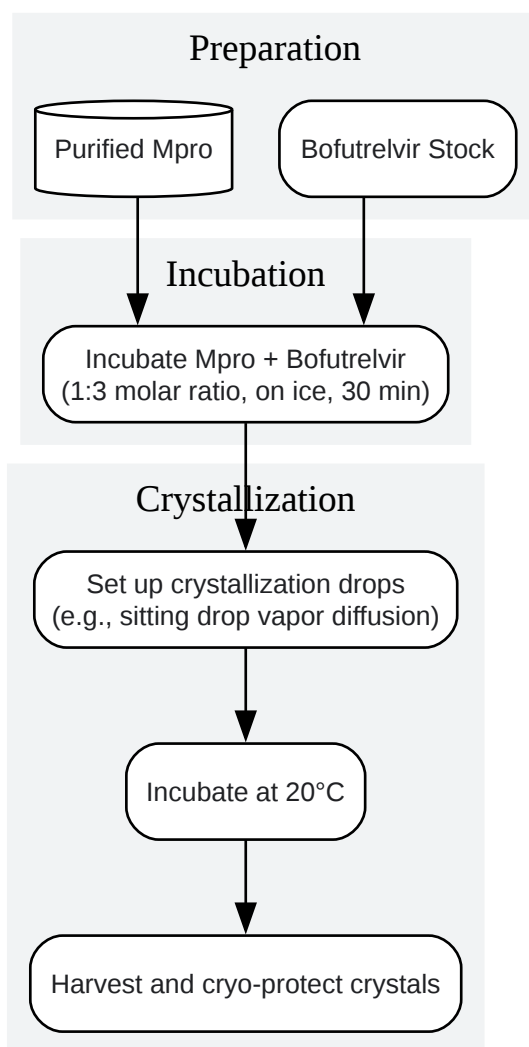 Preparation
Purified Mpro
Bofutrelvir Stock
Incubation
Incubate Mpro + Bofutrelvir
(1:3 molar ratio, on ice, 30 min)
Crystallization
Set up crystallization drops
(e.g., sitting drop vapor diffusion)
Incubate at 20°C
Harvest and cryo-protect crystals